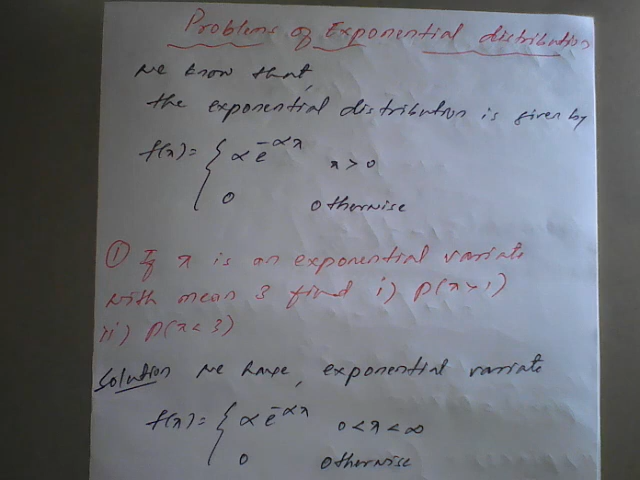 Problems of Exponential distribution
We know that,
the exponential distribution is given by
f(x) = { αe^-αx x > 0
0 otherwise
① If x is an exponential variate
with mean 3 find i) P(x>1)
ii) P(x<3)
Solution We have, exponential variate
f(x) = { αe^-αx 0<x<∞
0 otherwise